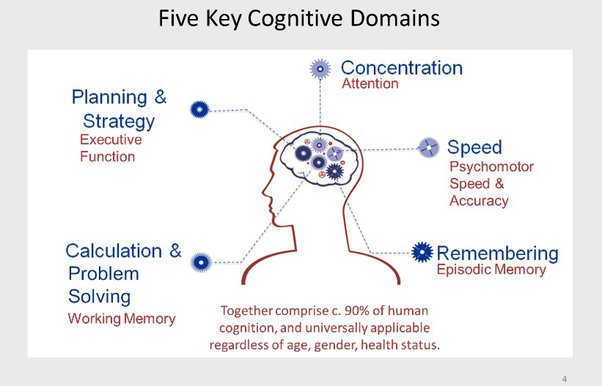 Five Key Cognitive Domains
Concentration
Attention
Planning &
Strategy
Executive
Function
Speed
Psychomotor
Speed &
Accuracy
Calculation &
Problem
Solving
Working Memory
Remembering
Episodic Memory
Together comprise c. 90% of human
cognition, and universally applicable
regardless of age, gender, health status.
4